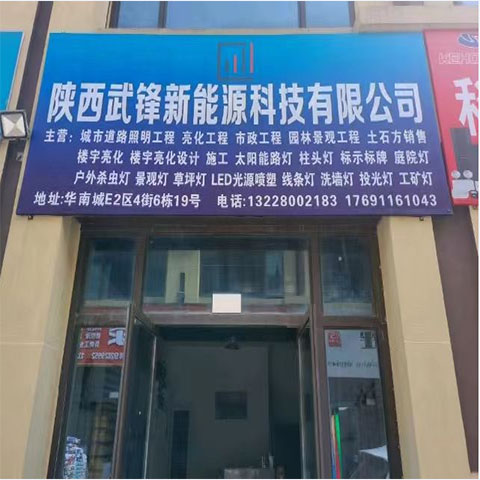 陕西武锋新能源科技有限公司
主营：城市道路照明工程 亮化工程 市政工程 园林景观工程 土石方销售
楼宇亮化 楼宇亮化设计 施工 太阳能路灯 柱头灯 标示标牌 庭院灯
户外杀虫灯 景观灯 草坪灯 LED光源喷塑 线条灯 洗墙灯 投光灯 工矿灯
地址:华南城E2区4街6栋19号 电话:13228002183 17691161043